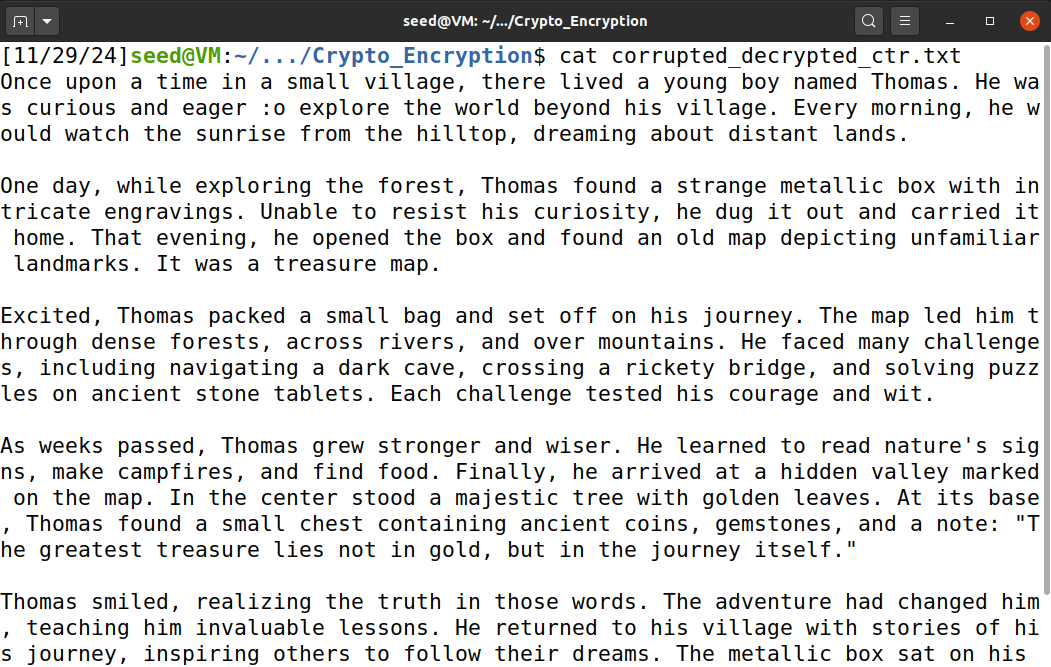 seed@VM: ~/.../Crypto_Encryption
[11/29/24]seed@VM:~/.../Crypto_Encryption$ cat corrupted_decrypted_ctr.txt
Once upon a time in a small village, there lived a young boy named Thomas. He wa
s curious and eager :o explore the world beyond his village. Every morning, he w
ould watch the sunrise from the hilltop, dreaming about distant lands.

One day, while exploring the forest, Thomas found a strange metallic box with in
tricate engravings. Unable to resist his curiosity, he dug it out and carried it
 home. That evening, he opened the box and found an old map depicting unfamiliar
 landmarks. It was a treasure map.

Excited, Thomas packed a small bag and set off on his journey. The map led him t
hrough dense forests, across rivers, and over mountains. He faced many challenge
s, including navigating a dark cave, crossing a rickety bridge, and solving puzz
les on ancient stone tablets. Each challenge tested his courage and wit.

As weeks passed, Thomas grew stronger and wiser. He learned to read nature's sig
ns, make campfires, and find food. Finally, he arrived at a hidden valley marked
 on the map. In the center stood a majestic tree with golden leaves. At its base
, Thomas found a small chest containing ancient coins, gemstones, and a note: "T
he greatest treasure lies not in gold, but in the journey itself."

Thomas smiled, realizing the truth in those words. The adventure had changed him
, teaching him invaluable lessons. He returned to his village with stories of hi
s journey, inspiring others to follow their dreams. The metallic box sat on his